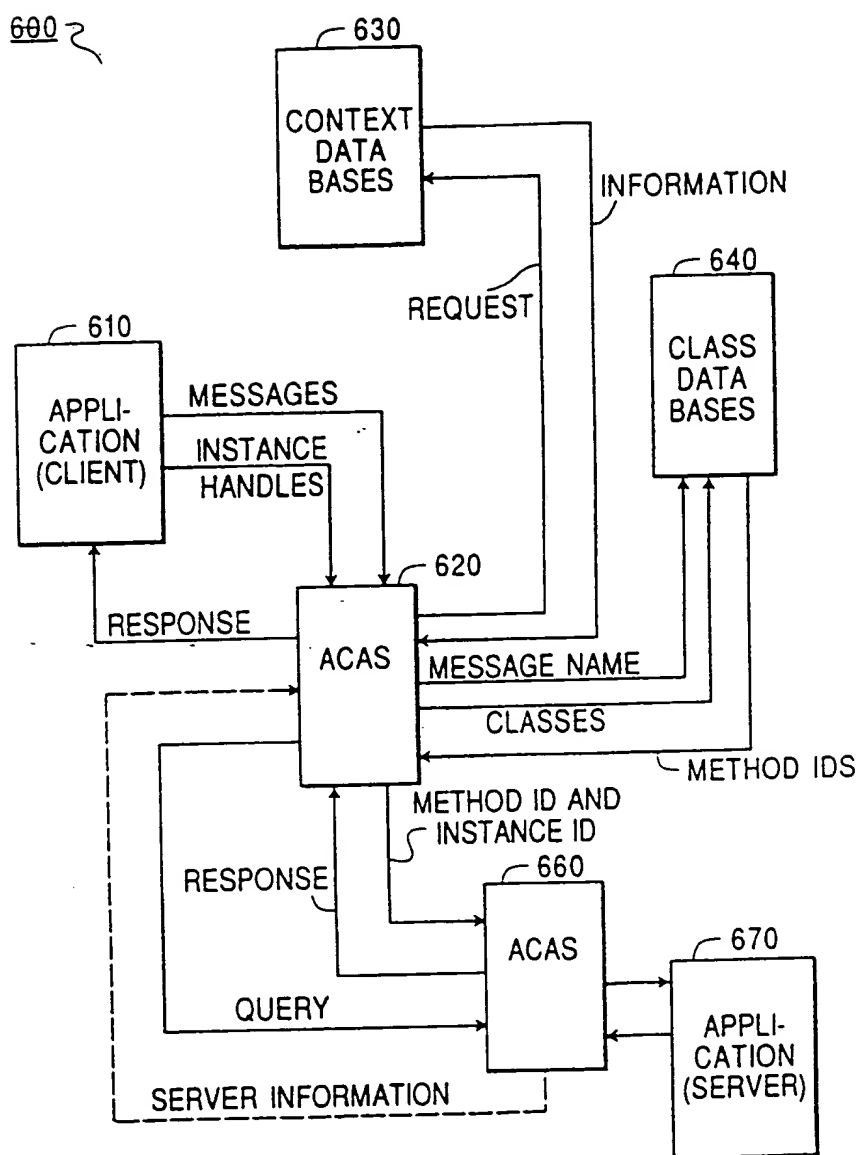 600
630
CONTEXT
DATA
BASES
INFORMATION
640
REQUEST
CLASS
DATA
BASES
610
APPLI-
CATION
(CLIENT)
MESSAGES
INSTANCE
HANDLES
620
RESPONSE
ACAS
MESSAGE NAME
CLASSES
METHOD IDS
METHOD ID AND
INSTANCE ID
RESPONSE
660
ACAS
670
QUERY
APPLI-
CATION
(SERVER)
SERVER INFORMATION